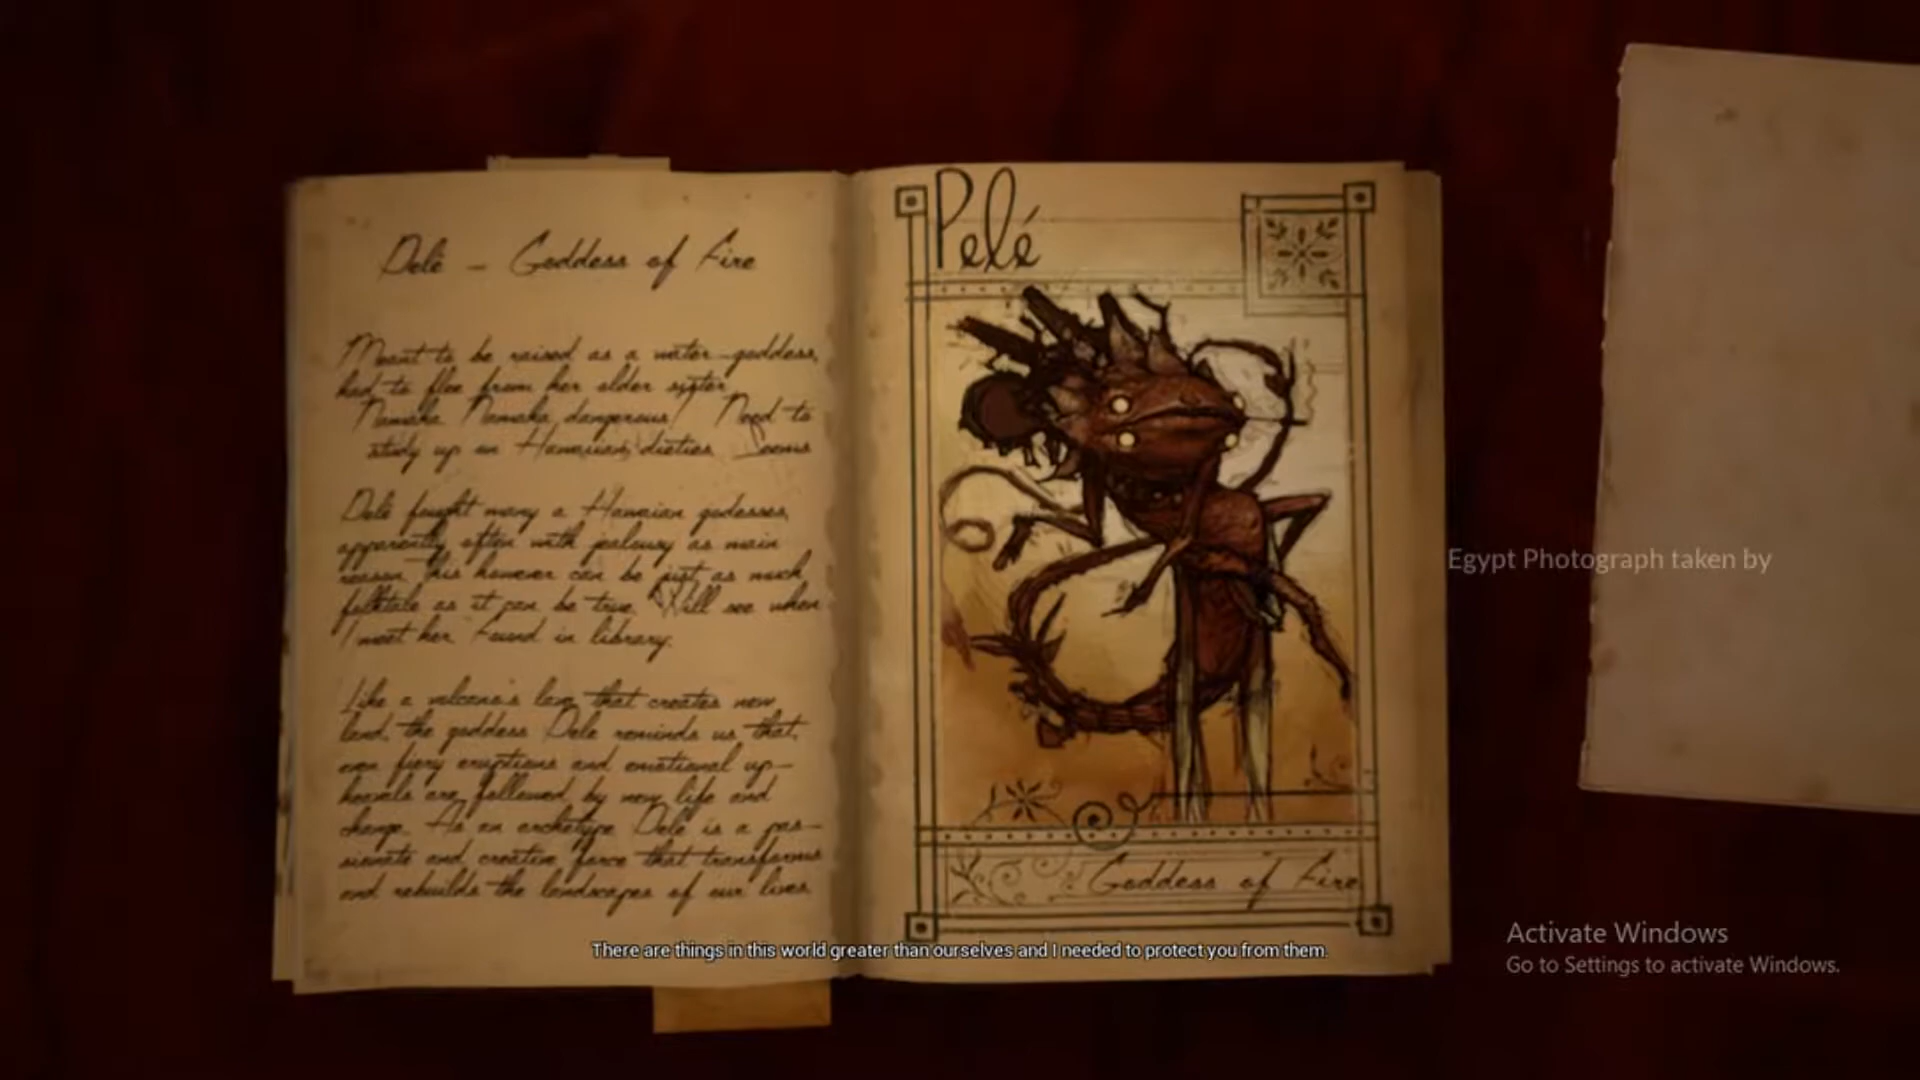 Pelé - Goddess of Fire
Meant to be raised as a water-goddess,
had to flee from her older sister
Namaka. Namaka dangerous! Need to
study up on Hawaiian dieties. Seems
Pelé fought many a Hawaian godesses,
apparently often with jealousy as main
reason, this however can be just as much
folktale as it can be true. Will see when
I meet her. Found in library.
Like a volcano's lava that creates new
land, the goddess Pele reminds us that,
even fiery eruptions and emotional up-
heavals are followed by new life and
change. As an archetype Pelé is a pas-
sionate and creative force that transforms
and rebuilds the landscapes of our lives
Pelé
Goddess of Fire
There are things in this world greater than ourselves and I needed to protect you from them.
Egypt Photograph taken by
Activate Windows
Go to Settings to activate Windows.